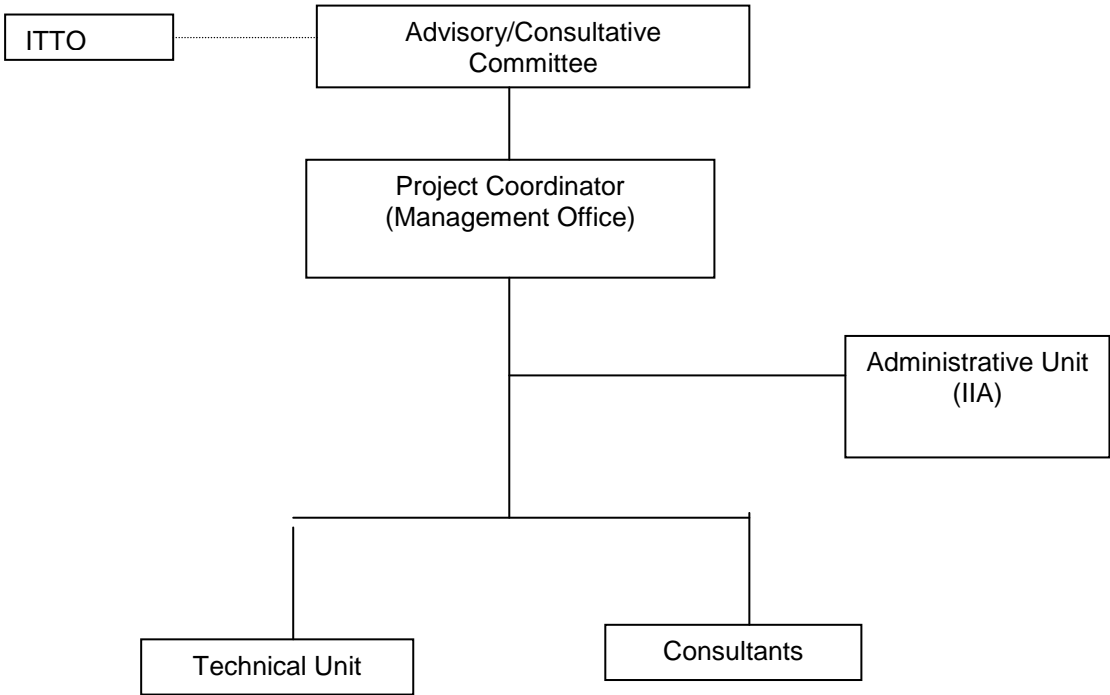 ITTO
Advisory/Consultative
Committee
Project Coordinator
(Management Office)
Administrative Unit
(IIA)
Technical Unit
Consultants